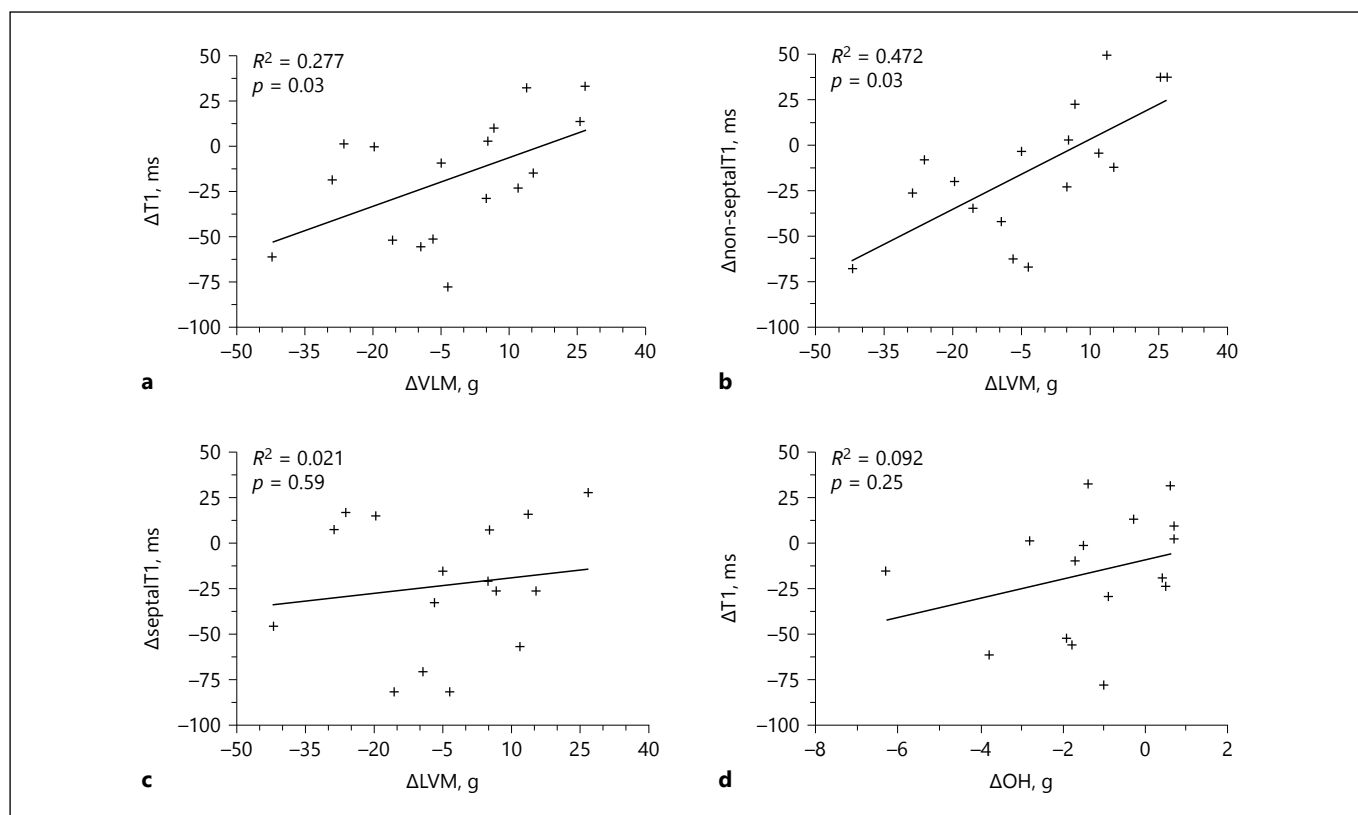 R² = 0.277
p = 0.03
50
25
0
−25
−50
−75
−100
ΔT1, ms
−50 −35 −20 −5 10 25 40
ΔVLM, g
a
R² = 0.472
p = 0.03
50
25
0
−25
−50
−75
−100
Δnon-septalT1, ms
−50 −35 −20 −5 10 25 40
ΔLVM, g
b
R² = 0.021
p = 0.59
50
25
0
−25
−50
−75
−100
ΔseptalT1, ms
−50 −35 −20 −5 10 25 40
ΔLVM, g
c
R² = 0.092
p = 0.25
50
25
0
−25
−50
−75
−100
ΔT1, ms
−8 −6 −4 −2 0 2
ΔOH, g
d